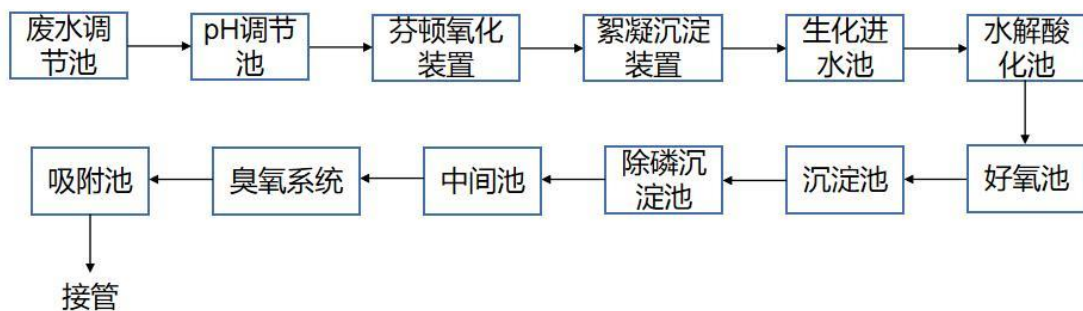 废水调
节池
pH调节
池
芬顿氧化
装置
絮凝沉淀
装置
生化进
水池
水解酸
化池
好氧池
沉淀池
除磷沉
淀池
中间池
臭氧系统
吸附池
接管